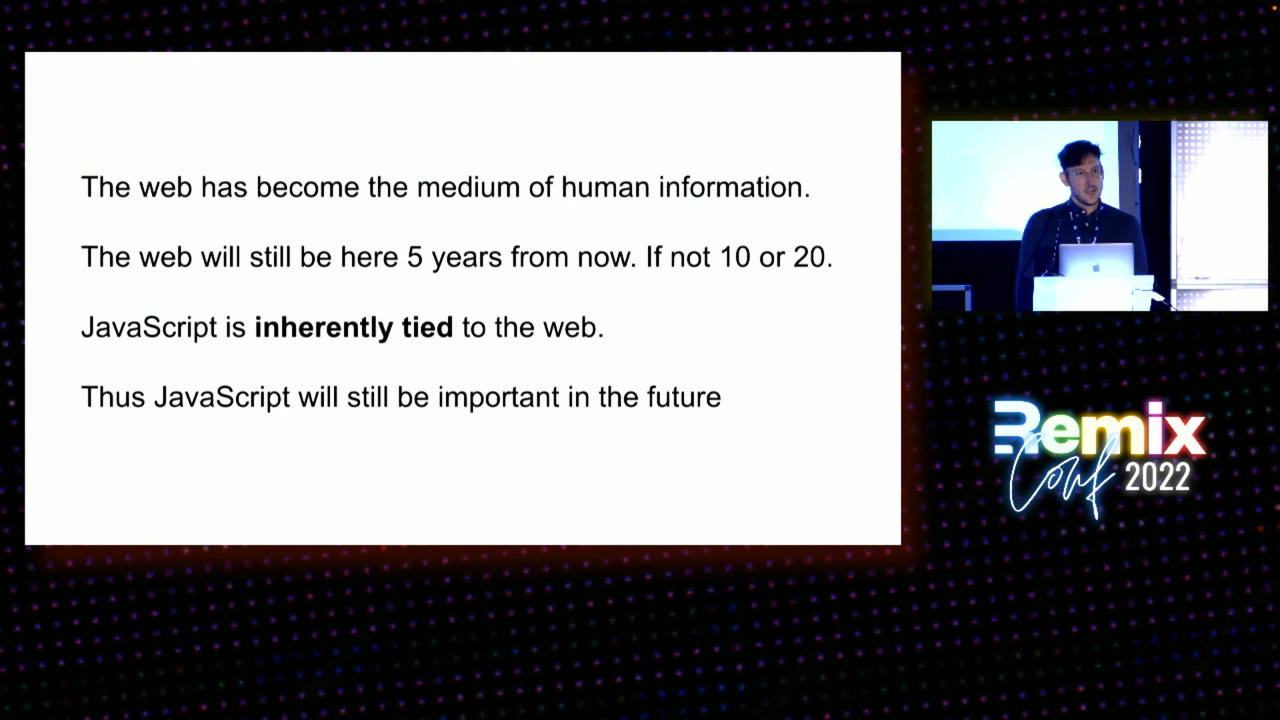 The web has become the medium of human information.
The web will still be here 5 years from now. If not 10 or 20.
JavaScript is inherently tied to the web.
Thus JavaScript will still be important in the future
Remix
Conf 2022